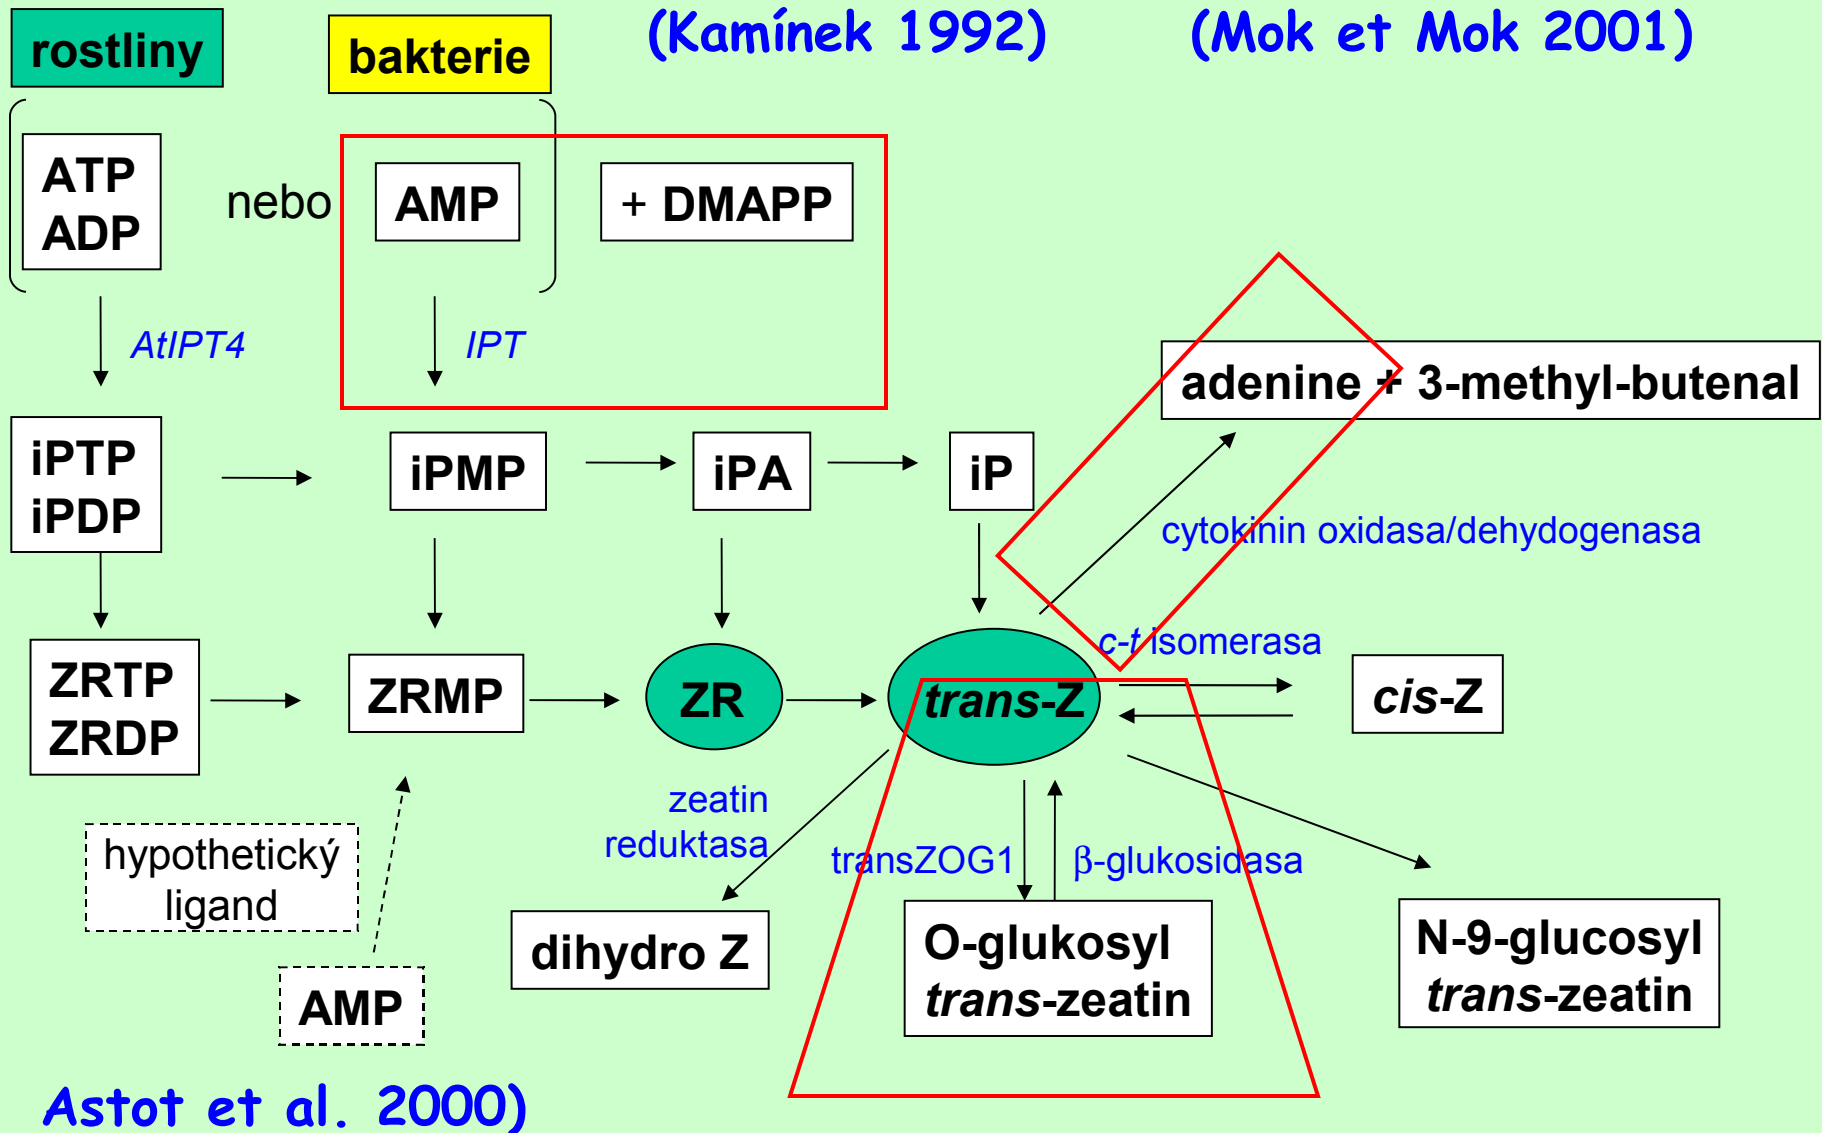 rostliny
bakterie
(Kamínek 1992)
(Mok et Mok 2001)
ATP
ADP
nebo
AMP
+ DMAPP
AtIPT4
IPT
adenine + 3-methyl-butenal
iPTP
iPDP
iPMP
iPA
iP
cytokinin oxidasa/dehydogenasa
c-t isomerasa
ZRTP
ZRDP
ZRMP
ZR
trans-Z
cis-Z
zeatin
reduktasa
transZOG1
β-glukosidasa
hypothetický
ligand
dihydro Z
O-glukosyl
trans-zeatin
N-9-glucosyl
trans-zeatin
AMP
Astot et al. 2000)